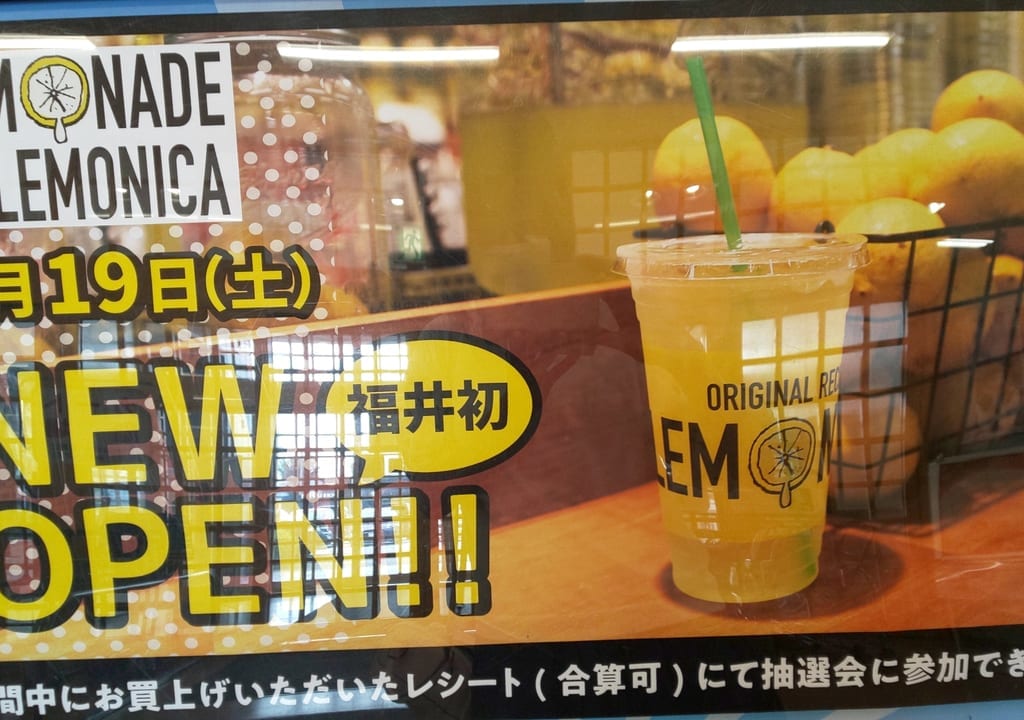 M🍋NADE
LEMONICA
月19日(土)
NEW
福井初
OPEN!!
ORIGINAL REC
LEMON
間中にお買上げいただいたレシート(合算可)にて抽選会に参加でき